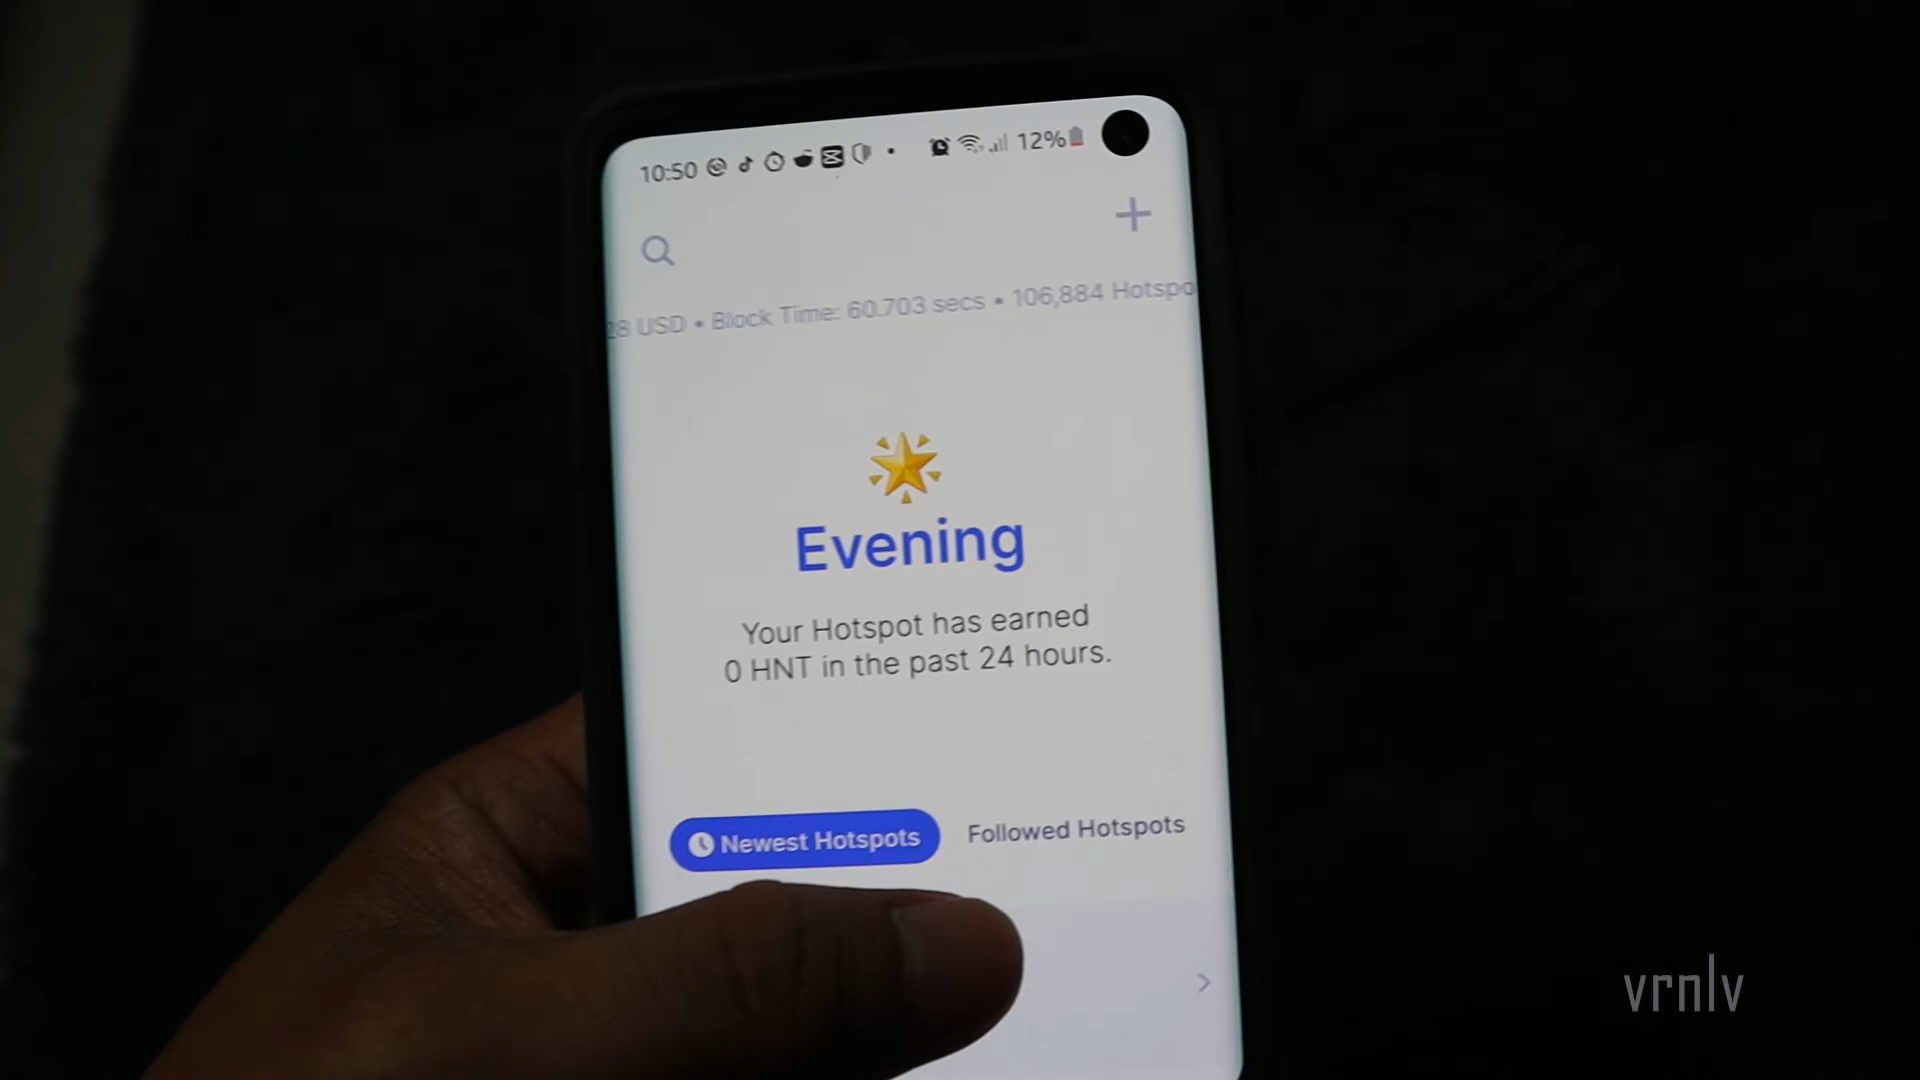 10:50
12%
28 USD • Block Time: 60.703 secs • 106,884 Hotspo
Evening
Your Hotspot has earned
0 HNT in the past 24 hours.
Newest Hotspots
Followed Hotspots
vrnlv